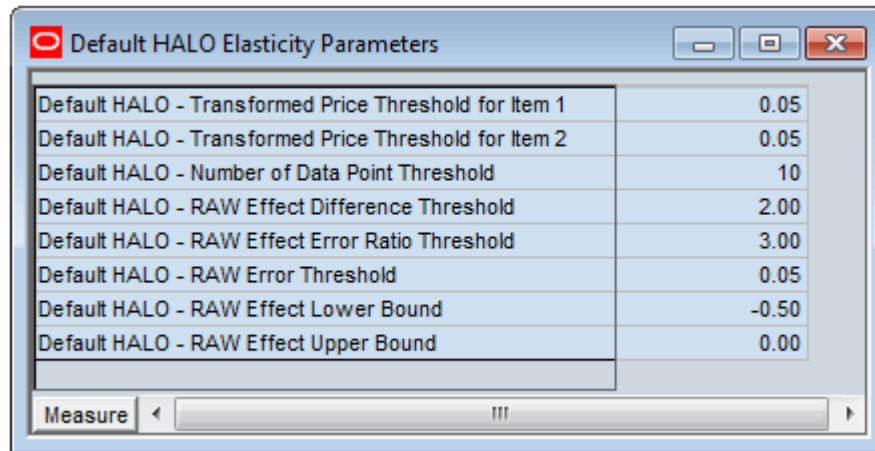 Default HALO Elasticity Parameters
Default HALO - Transformed Price Threshold for Item 1 0.05
Default HALO - Transformed Price Threshold for Item 2 0.05
Default HALO - Number of Data Point Threshold 10
Default HALO - RAW Effect Difference Threshold 2.00
Default HALO - RAW Effect Error Ratio Threshold 3.00
Default HALO - RAW Error Threshold 0.05
Default HALO - RAW Effect Lower Bound -0.50
Default HALO - RAW Effect Upper Bound 0.00
Measure